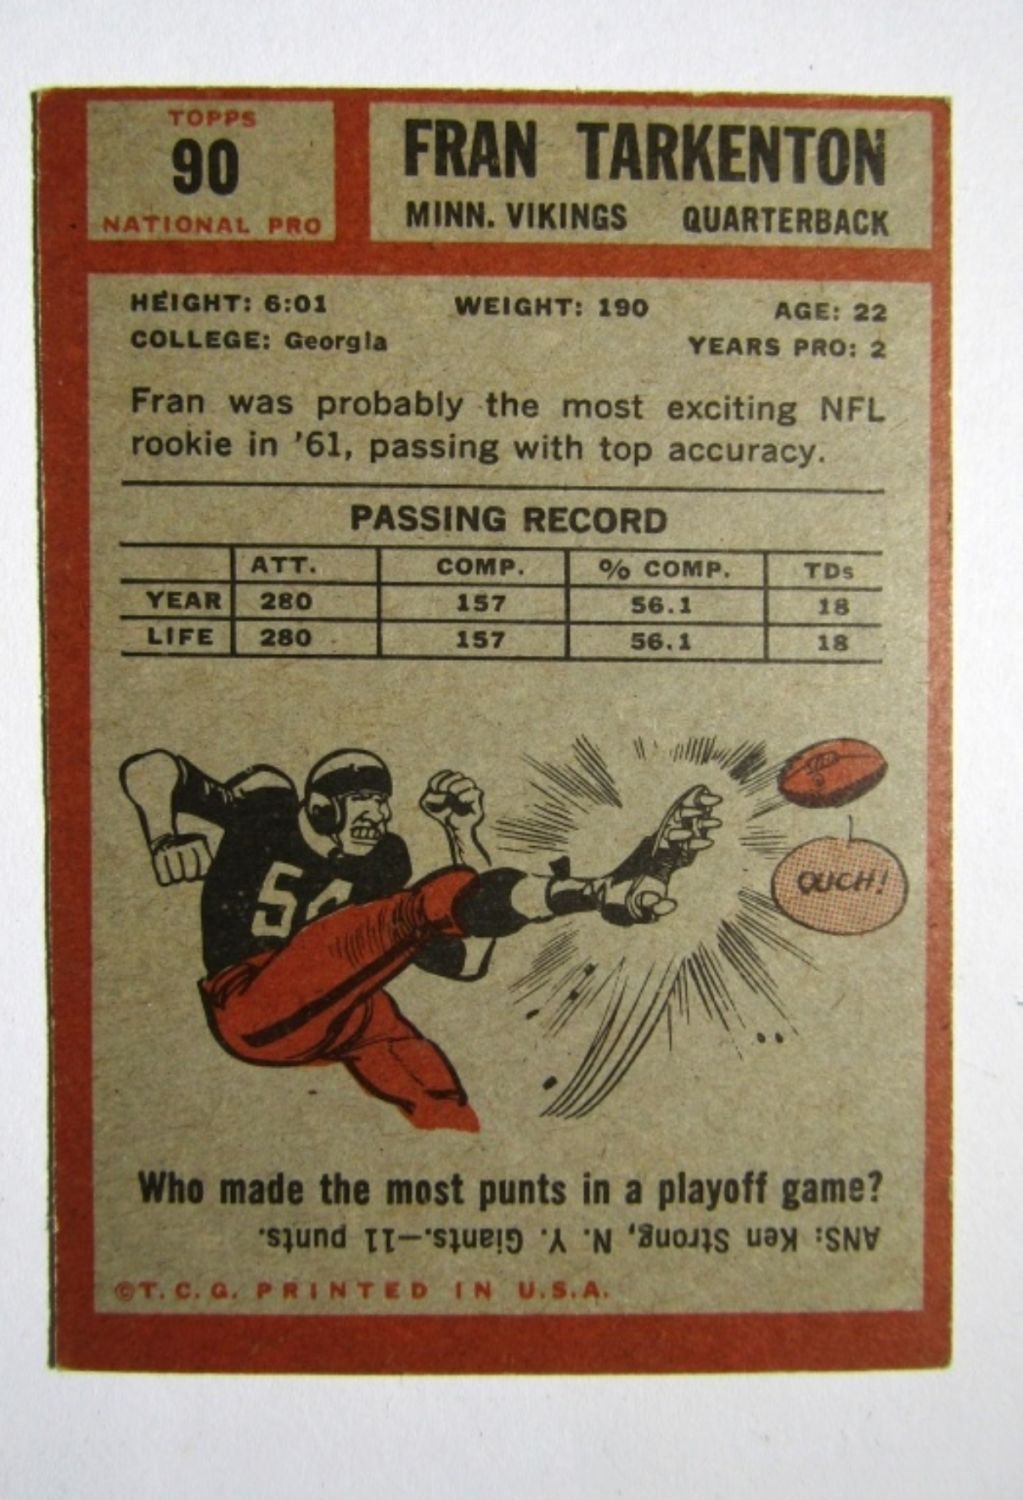 TOPPS
90
NATIONAL PRO
FRAN TARKENTON
MINN. VIKINGS QUARTERBACK
HEIGHT: 6:01 WEIGHT: 190 AGE: 22
COLLEGE: Georgia YEARS PRO: 2
Fran was probably the most exciting NFL
rookie in '61, passing with top accuracy.
PASSING RECORD
ATT. COMP. % COMP. TDs
YEAR 280 157 56.1 18
LIFE 280 157 56.1 18
54
OUCH!
Who made the most punts in a playoff game?
ANS: Ken Strong, N. Y. Giants.—11 punts.
©T. C. G. PRINTED IN U.S.A.